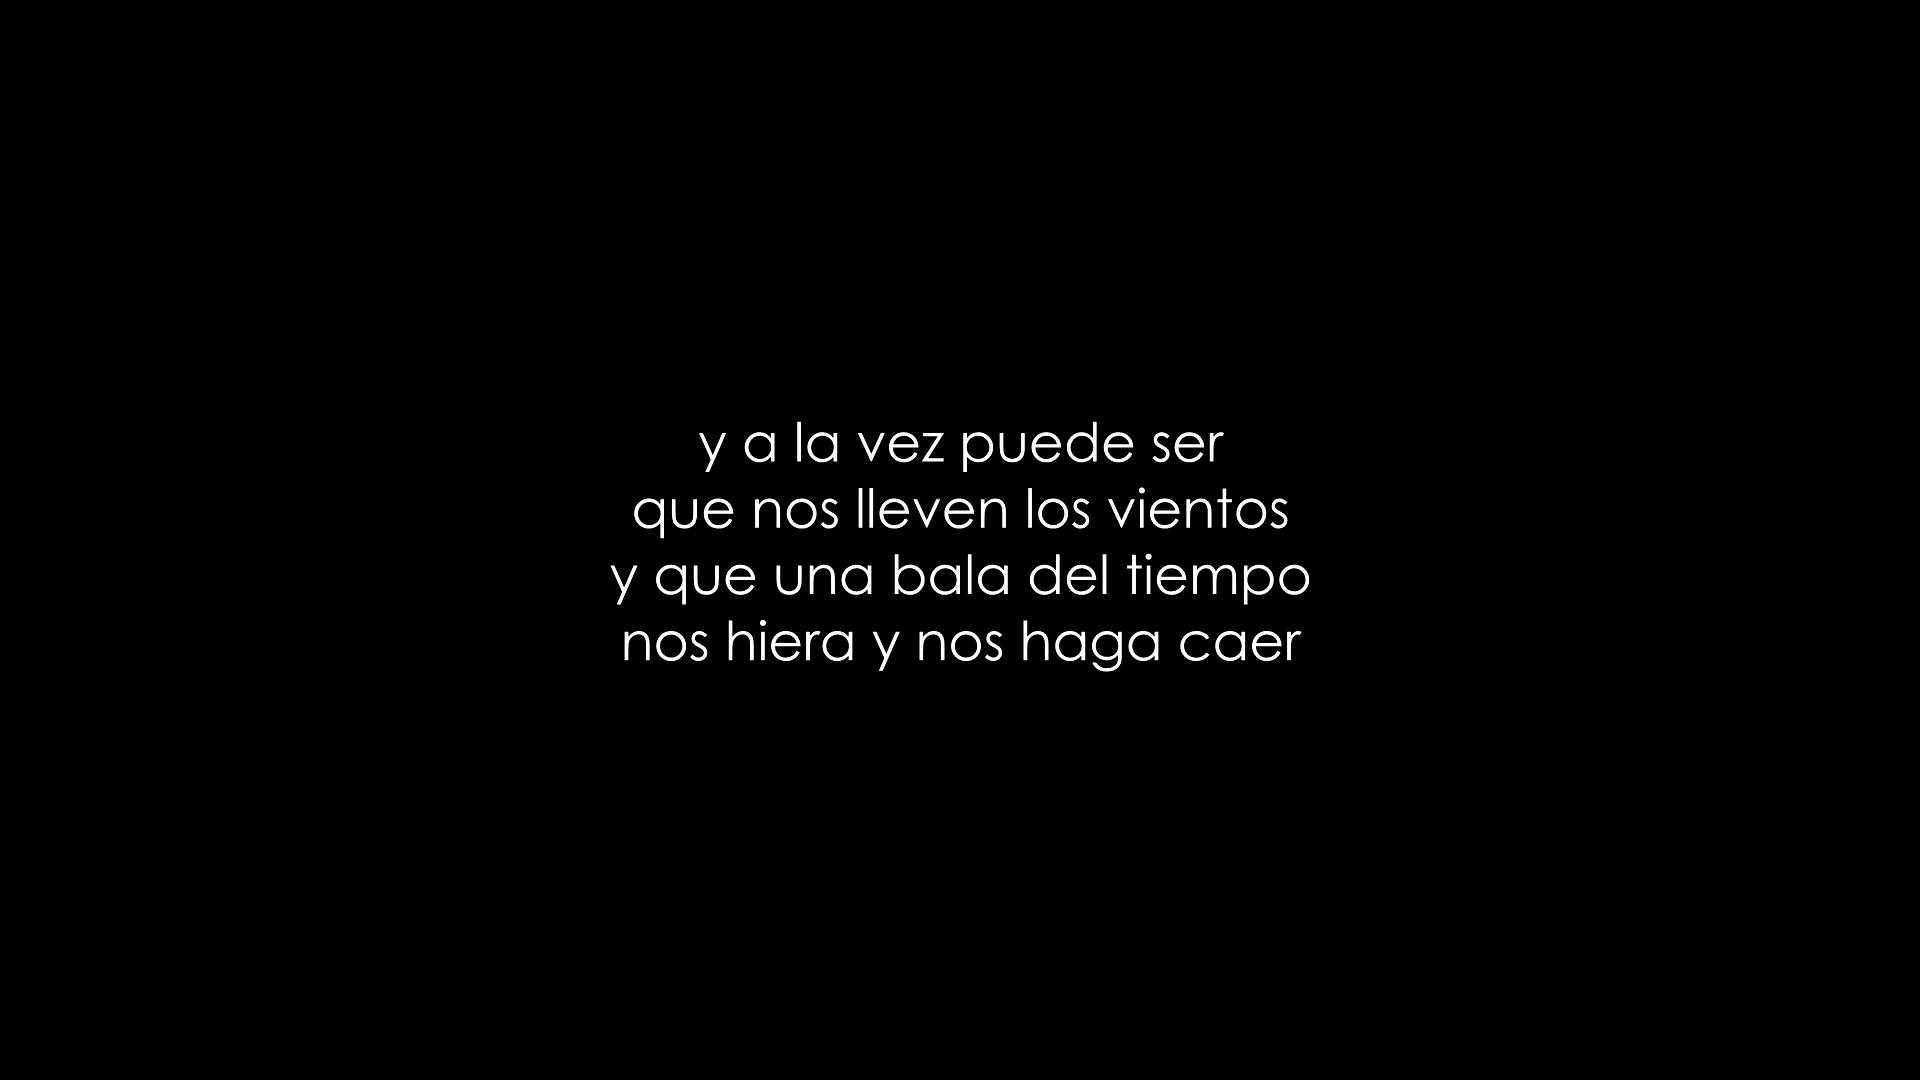 y a la vez puede ser
que nos lleven los vientos
y que una bala del tiempo
nos hiera y nos haga caer